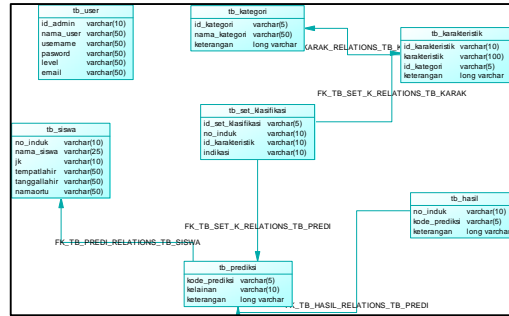 tb_user
id_admin varchar(10)
nama_user varchar(50)
username varchar(50)
pasword varchar(50)
level varchar(50)
email varchar(50)
tb_kategori
id_kategori varchar(5)
nama_kategori varchar(50)
keterangan long varchar
KARAK_RELATIONS_TB_K
tb_karakteristik
id_karakteristik varchar(10)
karakteristik varchar(100)
id_kategori varchar(5)
keterangan long varchar
FK_TB_SET_K_RELATIONS_TB_KARAK
tb_set_klasifikasi
id_set_klasifikasi varchar(5)
no_induk varchar(10)
id_karakteristik varchar(10)
indikasi varchar(10)
tb_siswa
no_induk varchar(10)
nama_siswa varchar(25)
jk varchar(10)
tempatlahir varchar(50)
tanggallahir varchar(50)
namaortu varchar(50)
tb_hasil
no_induk varchar(10)
kode_prediksi varchar(5)
keterangan long varchar
FK_TB_SET_K_RELATIONS_TB_PREDI
FK_TB_PREDI_RELATIONS_TB_SISWA
tb_prediksi
kode_prediksi varchar(5)
kelainan varchar(10)
keterangan long varchar
FK_TB_HASIL_RELATIONS_TB_PREDI